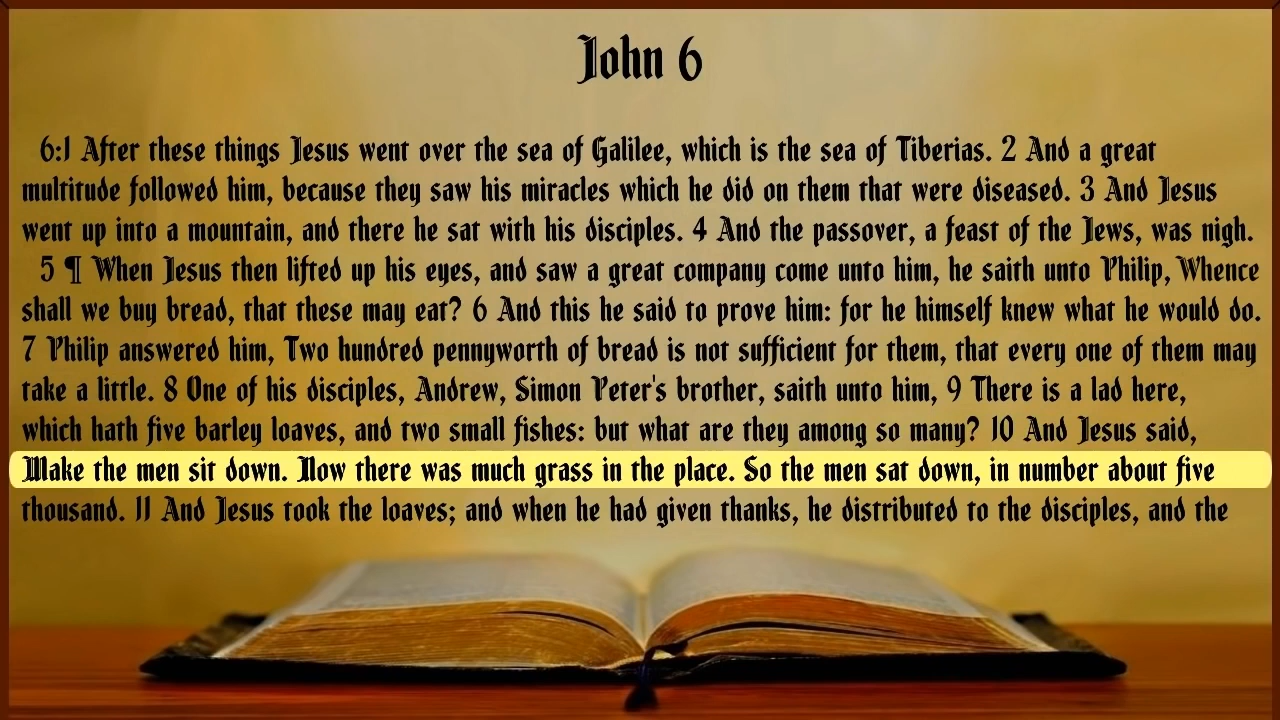 John 6
6:1 After these things Jesus went over the sea of Galilee, which is the sea of Tiberias. 2 And a great
multitude followed him, because they saw his miracles which he did on them that were diseased. 3 And Jesus
went up into a mountain, and there he sat with his disciples. 4 And the passover, a feast of the Jews, was nigh.
5 ¶ When Jesus then lifted up his eyes, and saw a great company come unto him, he saith unto Philip, Whence
shall we buy bread, that these may eat? 6 And this he said to prove him: for he himself knew what he would do.
7 Philip answered him, Two hundred pennyworth of bread is not sufficient for them, that every one of them may
take a little. 8 One of his disciples, Andrew, Simon Peter's brother, saith unto him, 9 There is a lad here,
which hath five barley loaves, and two small fishes: but what are they among so many? 10 And Jesus said,
Make the men sit down. Now there was much grass in the place. So the men sat down, in number about five
thousand. 11 And Jesus took the loaves; and when he had given thanks, he distributed to the disciples, and the